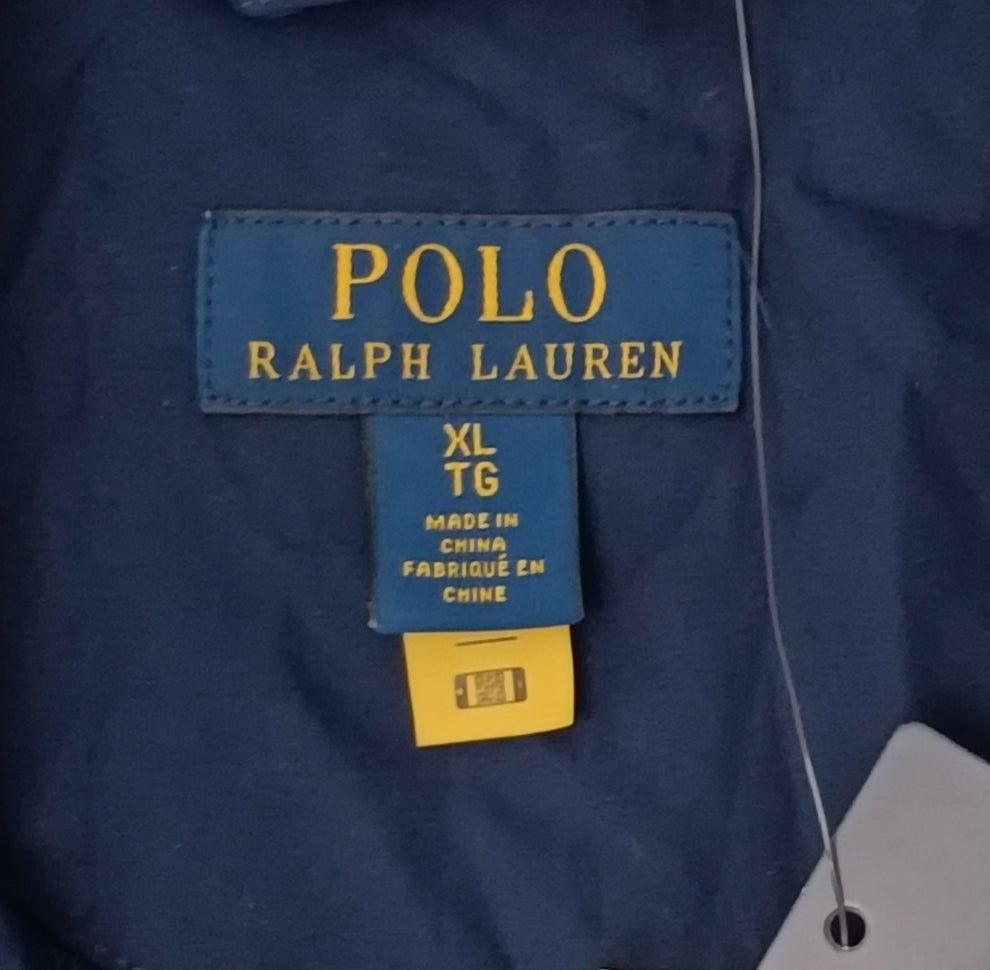 POLO
RALPH LAUREN
XL
TG
MADE IN
CHINA
FABRIQUÉ EN
CHINE